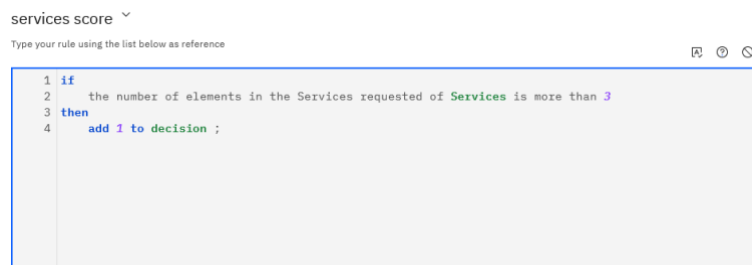 services score
Type your rule using the list below as reference
1 if
2 the number of elements in the Services requested of Services is more than 3
3 then
4 add 1 to decision ;